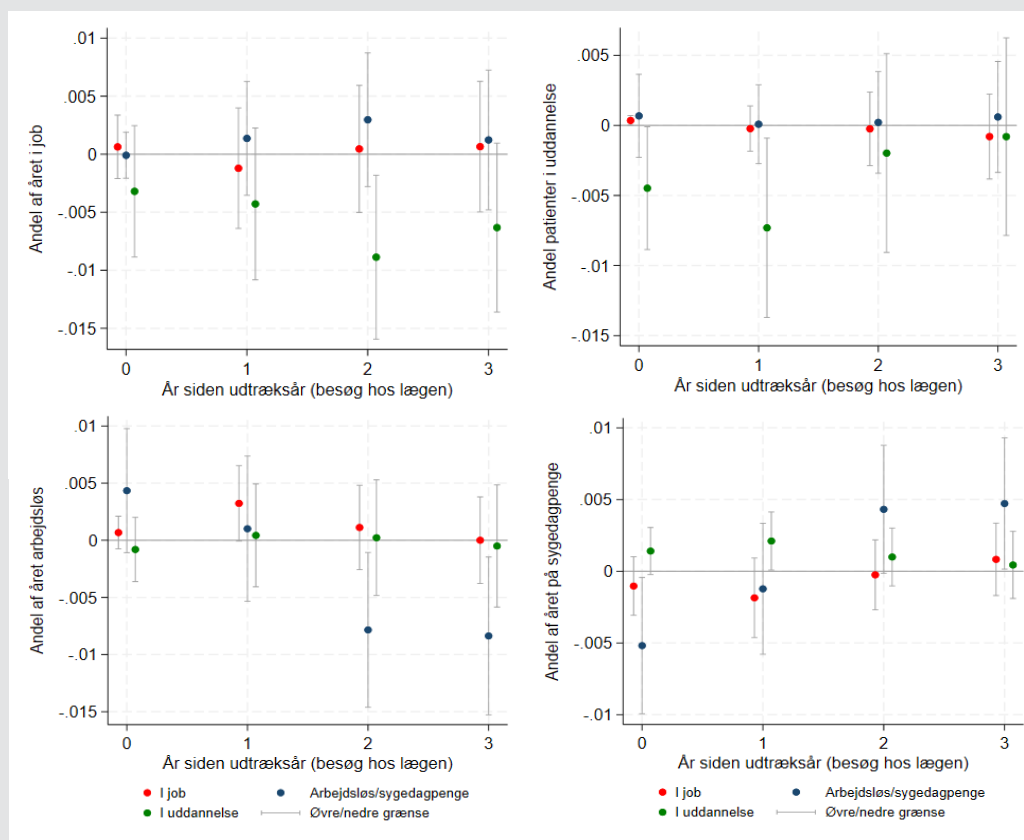 Andel af året i job
.01
.005
0
-.005
-.01
-.015
0 1 2 3
År siden udtræksår (besøg hos lægen)
Andel patienter i uddannelse
.005
0
-.005
-.01
-.015
0 1 2 3
År siden udtræksår (besøg hos lægen)
Andel af året arbejdsløs
.01
.005
0
-.005
-.01
-.015
0 1 2 3
År siden udtræksår (besøg hos lægen)
I job Arbejdsløs/sygedagpenge
I uddannelse Øvre/nedre grænse
Andel af året på sygedagpenge
.01
.005
0
-.005
-.01
0 1 2 3
År siden udtræksår (besøg hos lægen)
I job Arbejdsløs/sygedagpenge
I uddannelse Øvre/nedre grænse